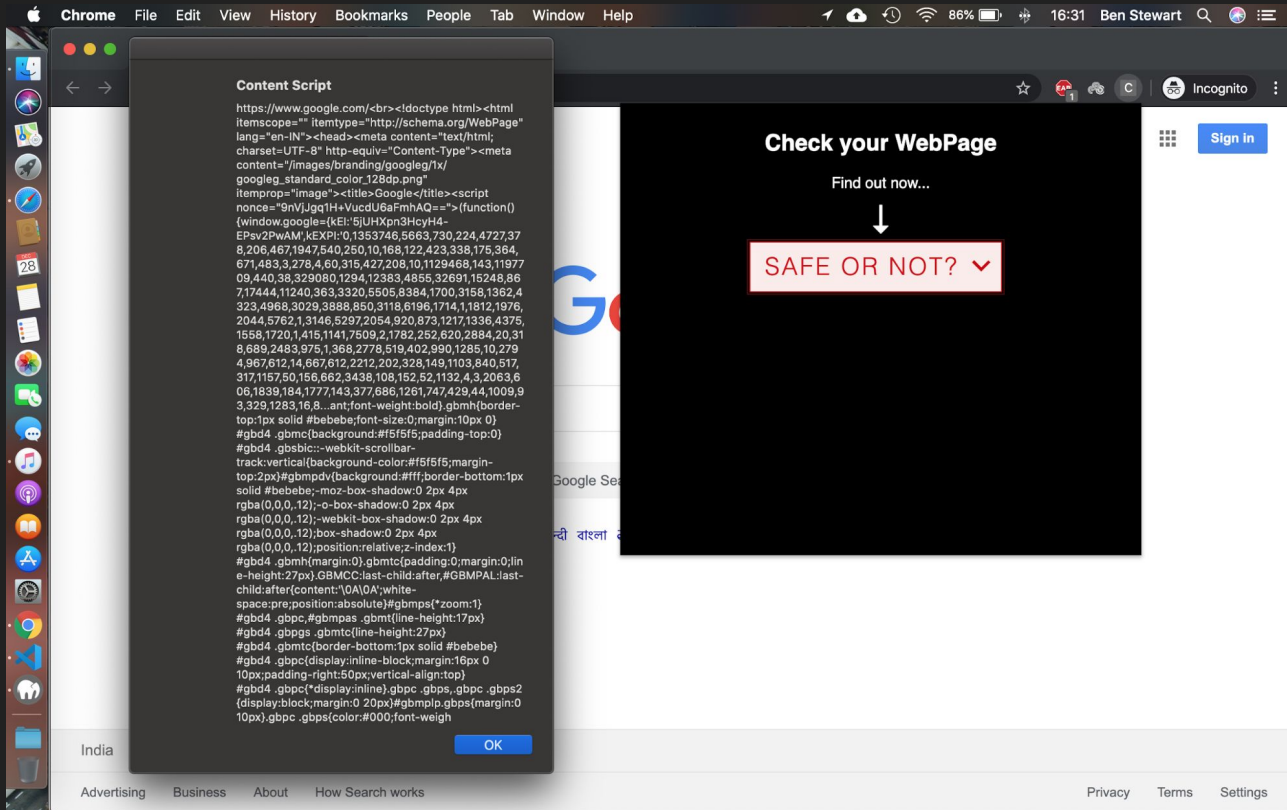 Chrome File Edit View History Bookmarks People Tab Window Help
86% 16:31 Ben Stewart
Incognito
Content Script
https://www.google.com/<br><!doctype html><html
itemscope="" itemtype="http://schema.org/WebPage"
lang="en-IN"><head><meta content="text/html;
charset=UTF-8" http-equiv="Content-Type"><meta
content="/images/branding/googleg/1x/
googleg_standard_color_128dp.png"
itemprop="image"><title>Google</title><script
nonce="9nVjJgq1H+VucdU6aFmhAQ==">(function()
{window.google={kEI:'5jUHXpn3HcyH4-
EPsv2PwAM',kEXPI:'0,1353746,5663,730,224,4727,37
8,206,467,1947,540,250,10,168,122,423,338,175,364,
671,483,3,278,4,60,315,427,208,10,1129468,143,11977
09,440,38,329080,1294,12383,4855,32691,15248,86
7,17444,11240,363,3320,5505,8384,1700,3158,1362,4
323,4968,3029,3888,850,3118,6196,1714,1,1812,1976,
2044,5762,1,3146,5297,2054,920,873,1217,1336,4375,
1558,1720,1,415,1141,7509,2,1782,252,620,2884,20,31
8,689,2483,975,1,368,2778,519,402,990,1285,10,279
4,967,612,14,667,612,2212,202,328,149,1103,840,517,
317,1157,50,156,662,3438,108,152,52,1132,4,3,2063,6
06,1839,184,1777,143,377,686,1261,747,429,44,1009,9
3,329,1283,16,8...ant;font-weight:bold}.gbmh{border-
top:1px solid #bebebe;font-size:0;margin:10px 0}
#gbd4 .gbmc{background:#f5f5f5;padding-top:0}
#gbd4 .gbsbic::-webkit-scrollbar-
track:vertical{background-color:#f5f5f5;margin-
top:2px}#gbmpdv{background:#fff;border-bottom:1px
solid #bebebe;-moz-box-shadow:0 2px 4px
rgba(0,0,0,.12);-o-box-shadow:0 2px 4px
rgba(0,0,0,.12);-webkit-box-shadow:0 2px 4px
rgba(0,0,0,.12);box-shadow:0 2px 4px
rgba(0,0,0,.12);position:relative;z-index:1}
#gbd4 .gbmh{margin:0}.gbmtc{padding:0;margin:0;lin
e-height:27px}.GBMCC:last-child:after,#GBMPAL:last-
child:after{content:'\0A\0A';white-
space:pre;position:absolute}#gbmps{*zoom:1}
#gbd4 .gbpc,#gbmpas .gbmt{line-height:17px}
#gbd4 .gbpgs .gbmtc{line-height:27px}
#gbd4 .gbmtc{border-bottom:1px solid #bebebe}
#gbd4 .gbpc{display:inline-block;margin:16px 0
10px;padding-right:50px;vertical-align:top}
#gbd4 .gbpc{*display:inline}.gbpc .gbps,.gbpc .gbps2
{display:block;margin:0 20px}#gbmplp.gbps{margin:0
10px}.gbpc .gbps{color:#000;font-weigh
OK
Check your WebPage
Find out now...
SAFE OR NOT?
Sign in
Google Sea
বাংলা
28
India
Advertising Business About How Search works
Privacy Terms Settings